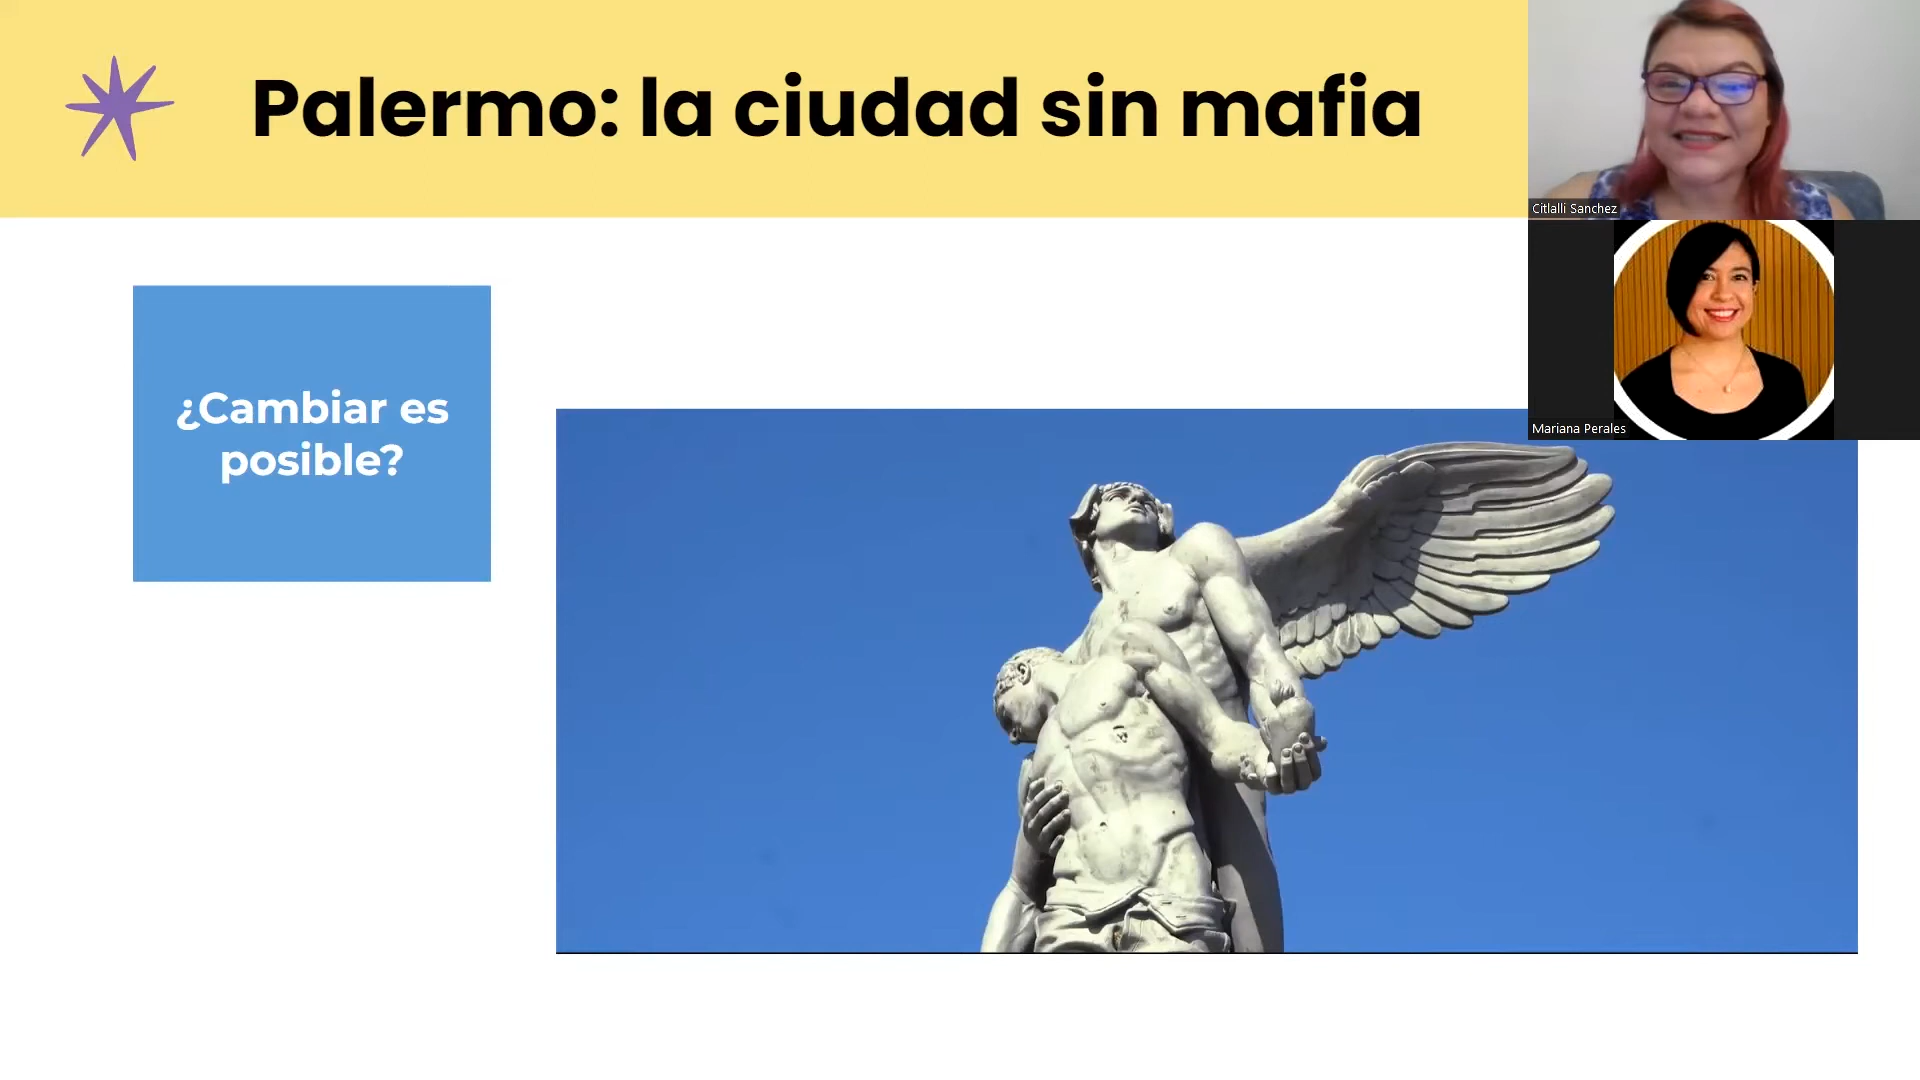 Palermo: la ciudad sin mafia
Citlalli Sanchez
Mariana Perales
¿Cambiar es
posible?